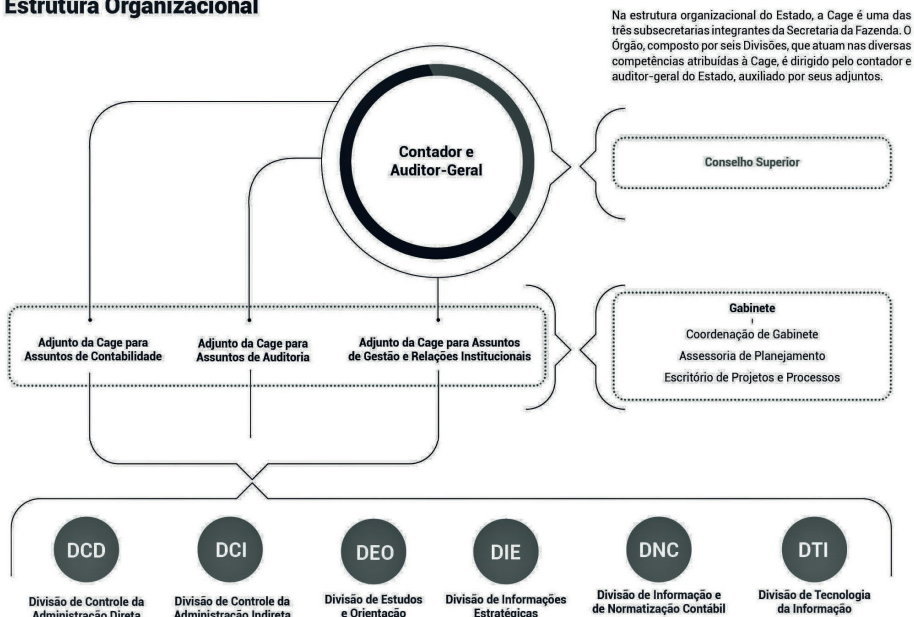 Estrutura Organizacional
Na estrutura organizacional do Estado, a Cage é uma das
três subsecretarias integrantes da Secretaria da Fazenda. O
Órgão, composto por seis Divisões, que atuam nas diversas
competências atribuídas à Cage, é dirigido pelo contador e
auditor-geral do Estado, auxiliado por seus adjuntos.
Contador e
Auditor-Geral
Conselho Superior
Adjunto da Cage para
Assuntos de Contabilidade
Adjunto da Cage para
Assuntos de Auditoria
Adjunto da Cage para Assuntos
de Gestão e Relações Institucionais
Gabinete
Coordenação de Gabinete
Assessoria de Planejamento
Escritório de Projetos e Processos
DCD
Divisão de Controle da
Administração Direta
DCI
Divisão de Controle da
Administração Indireta
DEO
Divisão de Estudos
e Orientação
DIE
Divisão de Informações
Estratégicas
DNC
Divisão de Informação e
de Normatização Contábil
DTI
Divisão de Tecnologia
da Informação